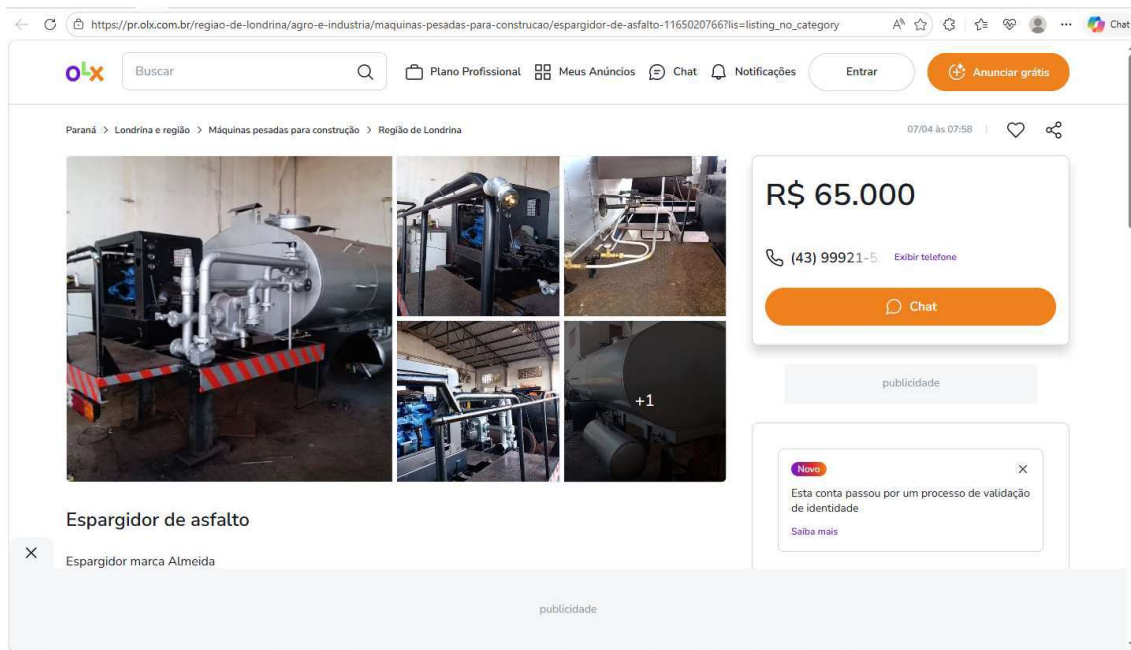 https://pr.olx.com.br/regiao-de-londrina/agro-e-industria/maquinas-pesadas-para-construcao/espargidor-de-asfalto-1165020766?lis=listing_no_category
Chat
olx
Buscar
Plano Profissional
Meus Anúncios
Chat
Notificações
Entrar
Anunciar grátis
Paraná > Londrina e região > Máquinas pesadas para construção > Região de Londrina
07/04 às 07:58
R$ 65.000
(43) 99921-5
Exibir telefone
Chat
+1
publicidade
Novo
Esta conta passou por um processo de validação
de identidade
Saiba mais
Espargidor de asfalto
Espargidor marca Almeida
publicidade